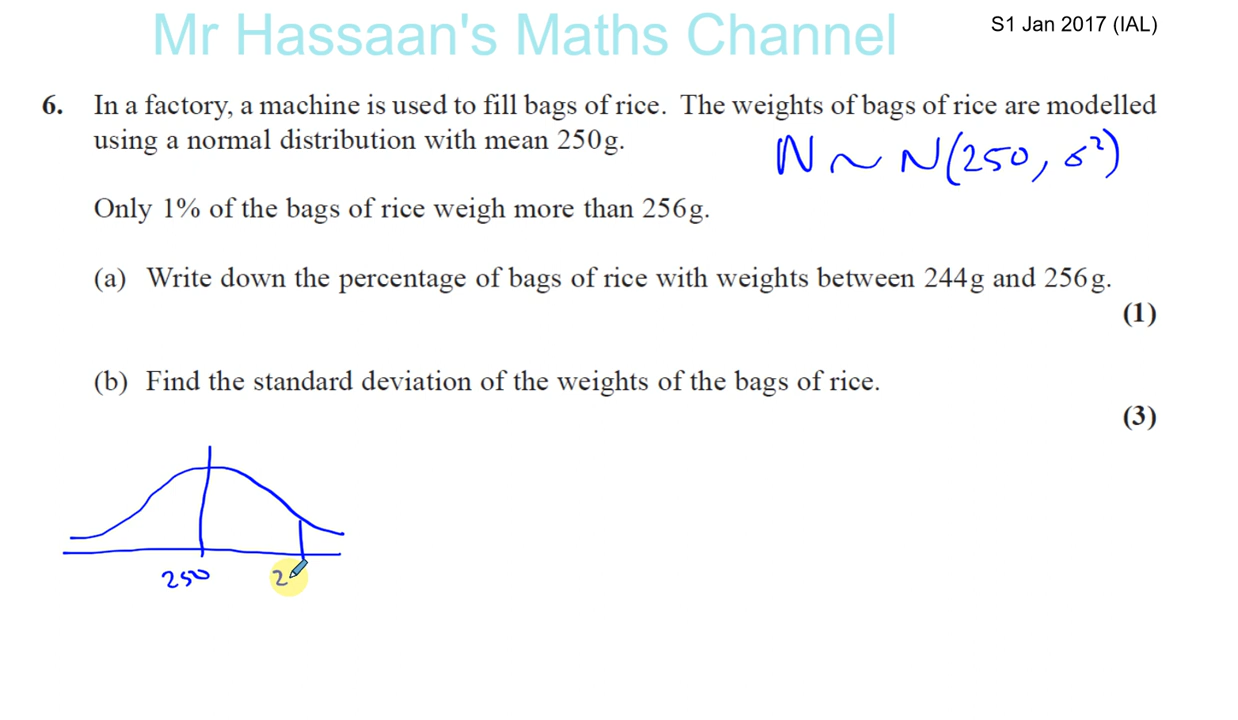 Mr Hassaan's Maths Channel
S1 Jan 2017 (IAL)
6. In a factory, a machine is used to fill bags of rice. The weights of bags of rice are modelled
using a normal distribution with mean 250g.
W ~ N(250, σ²)
Only 1% of the bags of rice weigh more than 256g.
(a) Write down the percentage of bags of rice with weights between 244g and 256g.
(1)
(b) Find the standard deviation of the weights of the bags of rice.
(3)
250 2